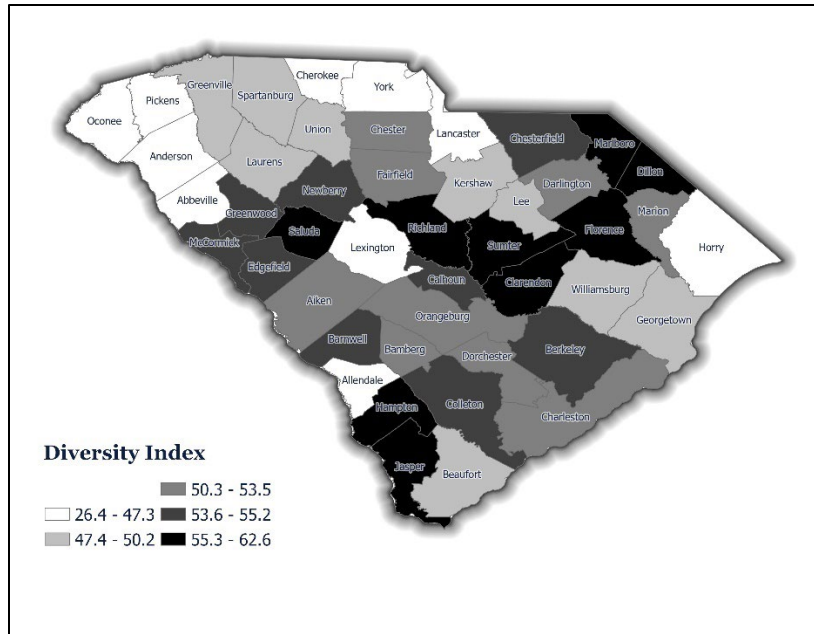 Cherokee
York
Greenville
Spartanburg
Pickens
Oconee
Union
Chester
Lancaster
Chesterfield
Marlboro
Anderson
Laurens
Dillon
Fairfield
Kershaw
Darlington
Newberry
Abbeville
Lee
Greenwood
Marion
Saluda
Richland
Florence
McCormick
Lexington
Sumter
Horry
Edgefield
Calhoun
Clarendon
Williamsburg
Aiken
Orangeburg
Georgetown
Barnwell
Bamberg
Dorchester
Berkeley
Allendale
Hampton
Colleton
Charleston
Jasper
Beaufort
Diversity Index
26.4 - 47.3
47.4 - 50.2
50.3 - 53.5
53.6 - 55.2
55.3 - 62.6